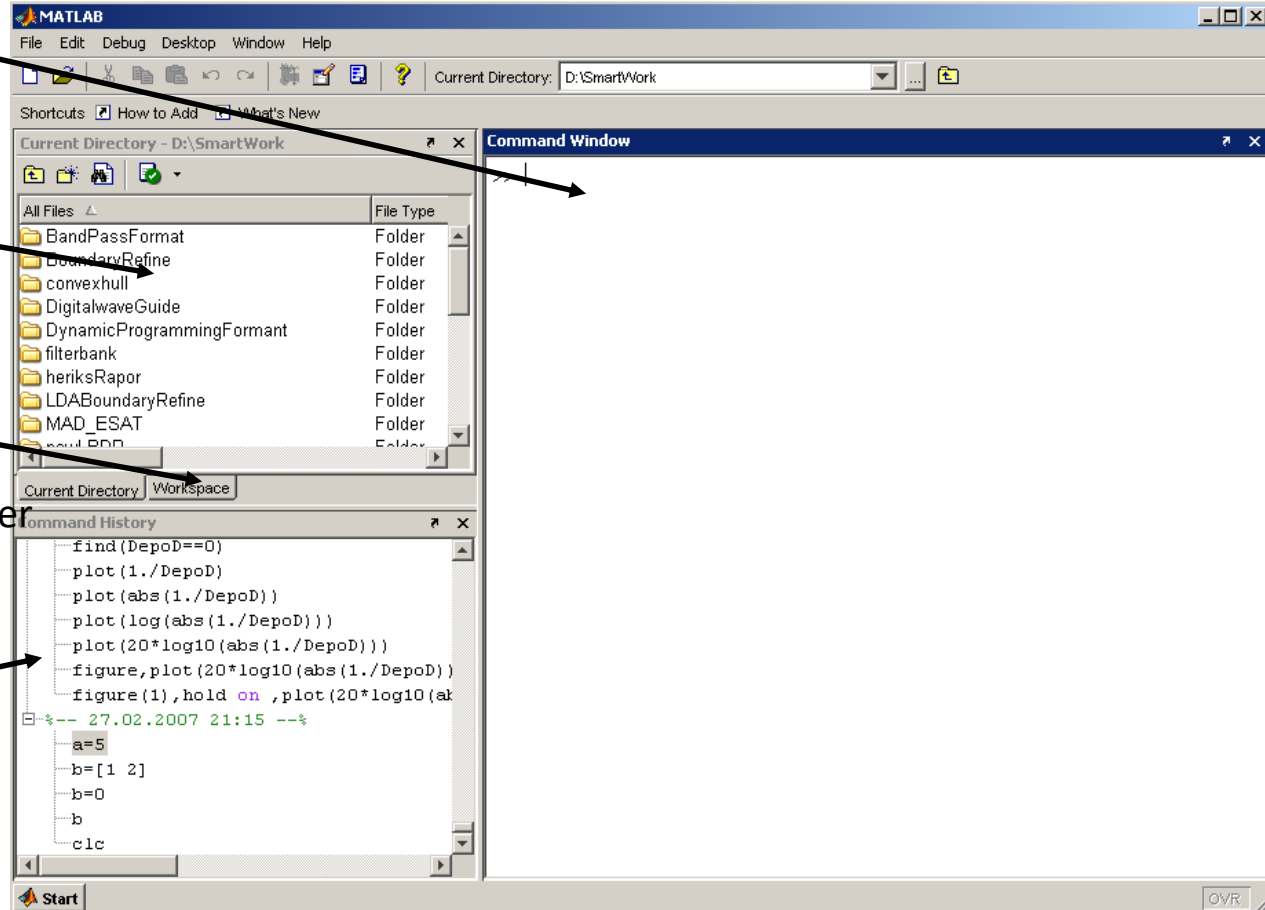 MATLAB
File Edit Debug Desktop Window Help
Current Directory: D:\SmartWork ...
Shortcuts How to Add What's New
Current Directory - D:\SmartWork
All Files File Type
BandPassFormat Folder
BoundaryRefine Folder
convexhull Folder
DigitalwaveGuide Folder
DynamicProgrammingFormant Folder
filterbank Folder
heriksRapor Folder
LDABoundaryRefine Folder
MAD_ESAT Folder
Folder
Current Directory Workspace
er
Command History
find(DepoD==0)
plot(1./DepoD)
plot(abs(1./DepoD))
plot(log(abs(1./DepoD)))
plot(20*log10(abs(1./DepoD)))
figure,plot(20*log10(abs(1./DepoD))
figure(1),hold on ,plot(20*log10(ab
%-- 27.02.2007 21:15 --%
a=5
b=[1 2]
b=0
b
clc
Start
Command Window
>>
OVR